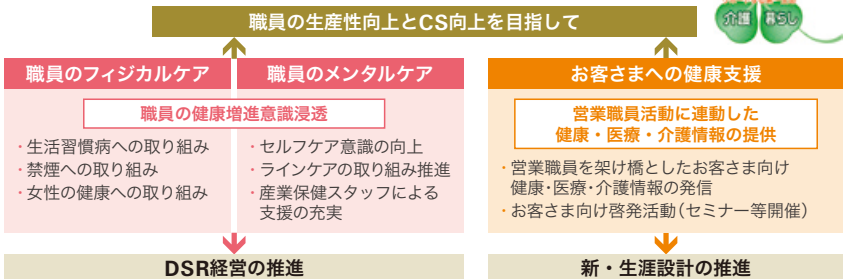 職員の生産性向上とCS向上を目指して
介護 暮らし
職員のフィジカルケア
職員のメンタルケア
職員の健康増進意識浸透
・生活習慣病への取り組み
・禁煙への取り組み
・女性の健康への取り組み
・セルフケア意識の向上
・ラインケアの取り組み推進
・産業保健スタッフによる
支援の充実
DSR経営の推進
お客さまへの健康支援
営業職員活動に連動した
健康・医療・介護情報の提供
・営業職員を架け橋としたお客さま向け
健康・医療・介護情報の発信
・お客さま向け啓発活動(セミナー等開催)
新・生涯設計の推進